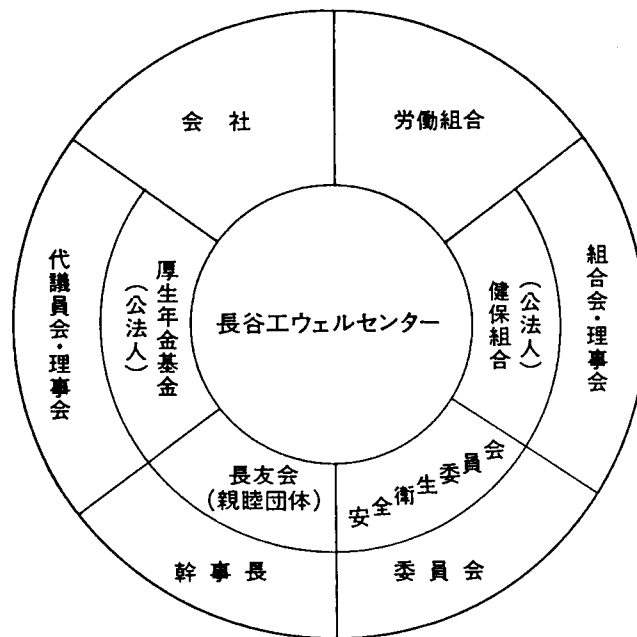 会社
労働組合
代議員会・理事会
厚生年金基金
(公法人)
長谷工ウェルセンター
(公法人)
健保組合
組合会・理事会
長友会
(親睦団体)
安全衛生委員会
幹事長
委員会